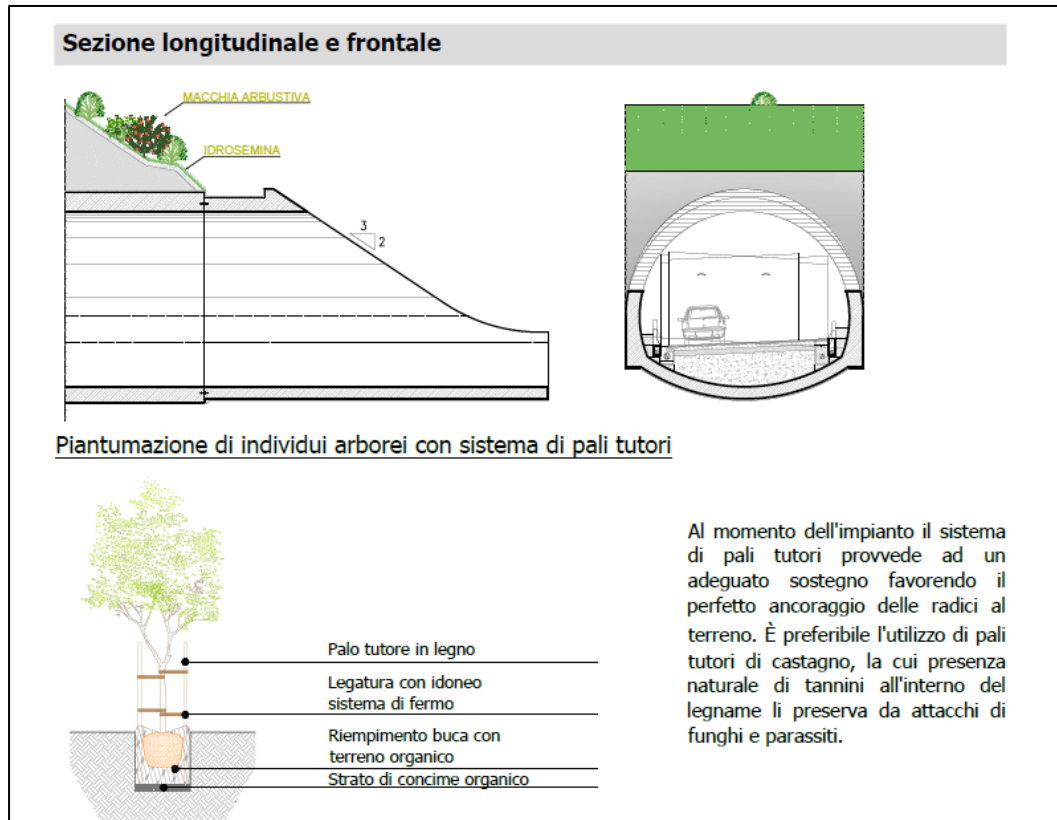 Sezione longitudinale e frontale
MACCHIA ARBUSTIVA
IDROSEMINA
3
2
Piantumazione di individui arborei con sistema di pali tutori
Palo tutore in legno
Legatura con idoneo
sistema di fermo
Riempimento buca con
terreno organico
Strato di concime organico
Al momento dell'impianto il sistema
di pali tutori provvede ad un
adeguato sostegno favorendo il
perfetto ancoraggio delle radici al
terreno. È preferibile l'utilizzo di pali
tutori di castagno, la cui presenza
naturale di tannini all'interno del
legname li preserva da attacchi di
funghi e parassiti.